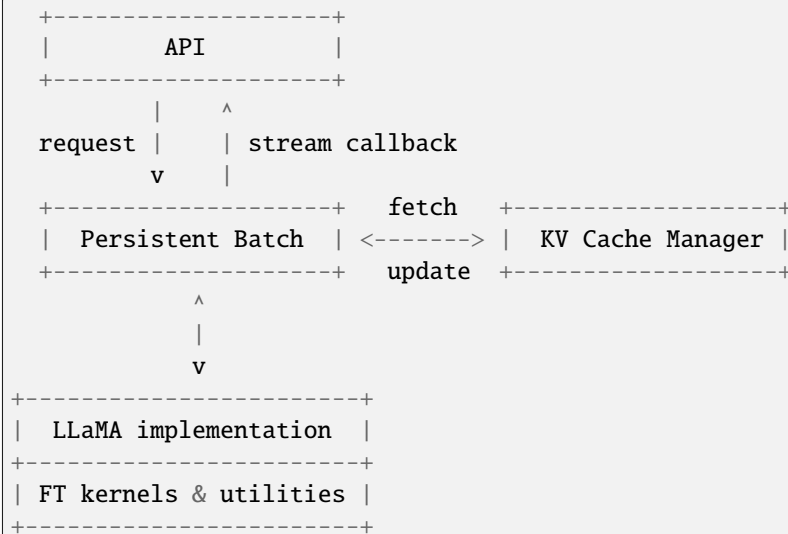 +--------------------+
|        API         |
+--------------------+
|    ^
request |    | stream callback
v    |
+--------------------+   fetch   +-------------------+
|  Persistent Batch  | <-------> |  KV Cache Manager |
+--------------------+   update  +-------------------+
^
|
v
+------------------------+
|  LLaMA implementation  |
+------------------------+
| FT kernels & utilities |
+------------------------+